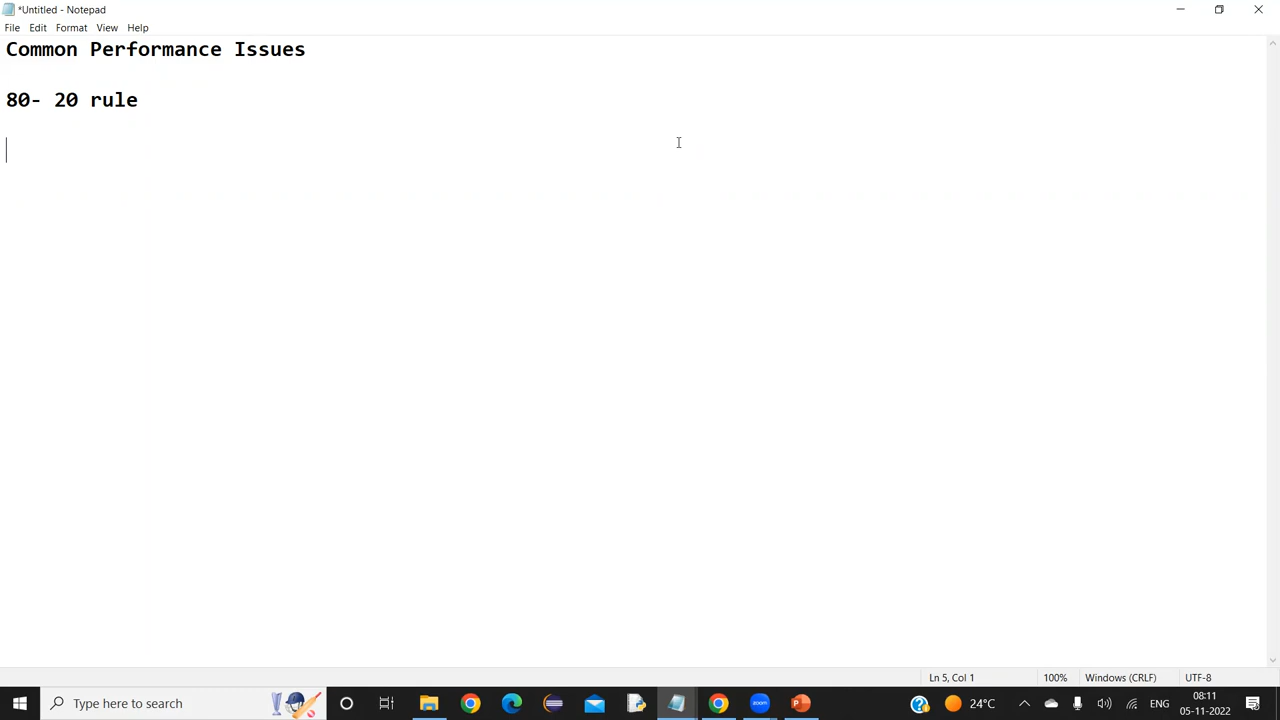 *Untitled - Notepad
File Edit Format View Help
Common Performance Issues
80- 20 rule
Ln 5, Col 1 100% Windows (CRLF) UTF-8
Type here to search zoom P 24°C ENG 08:11
05-11-2022